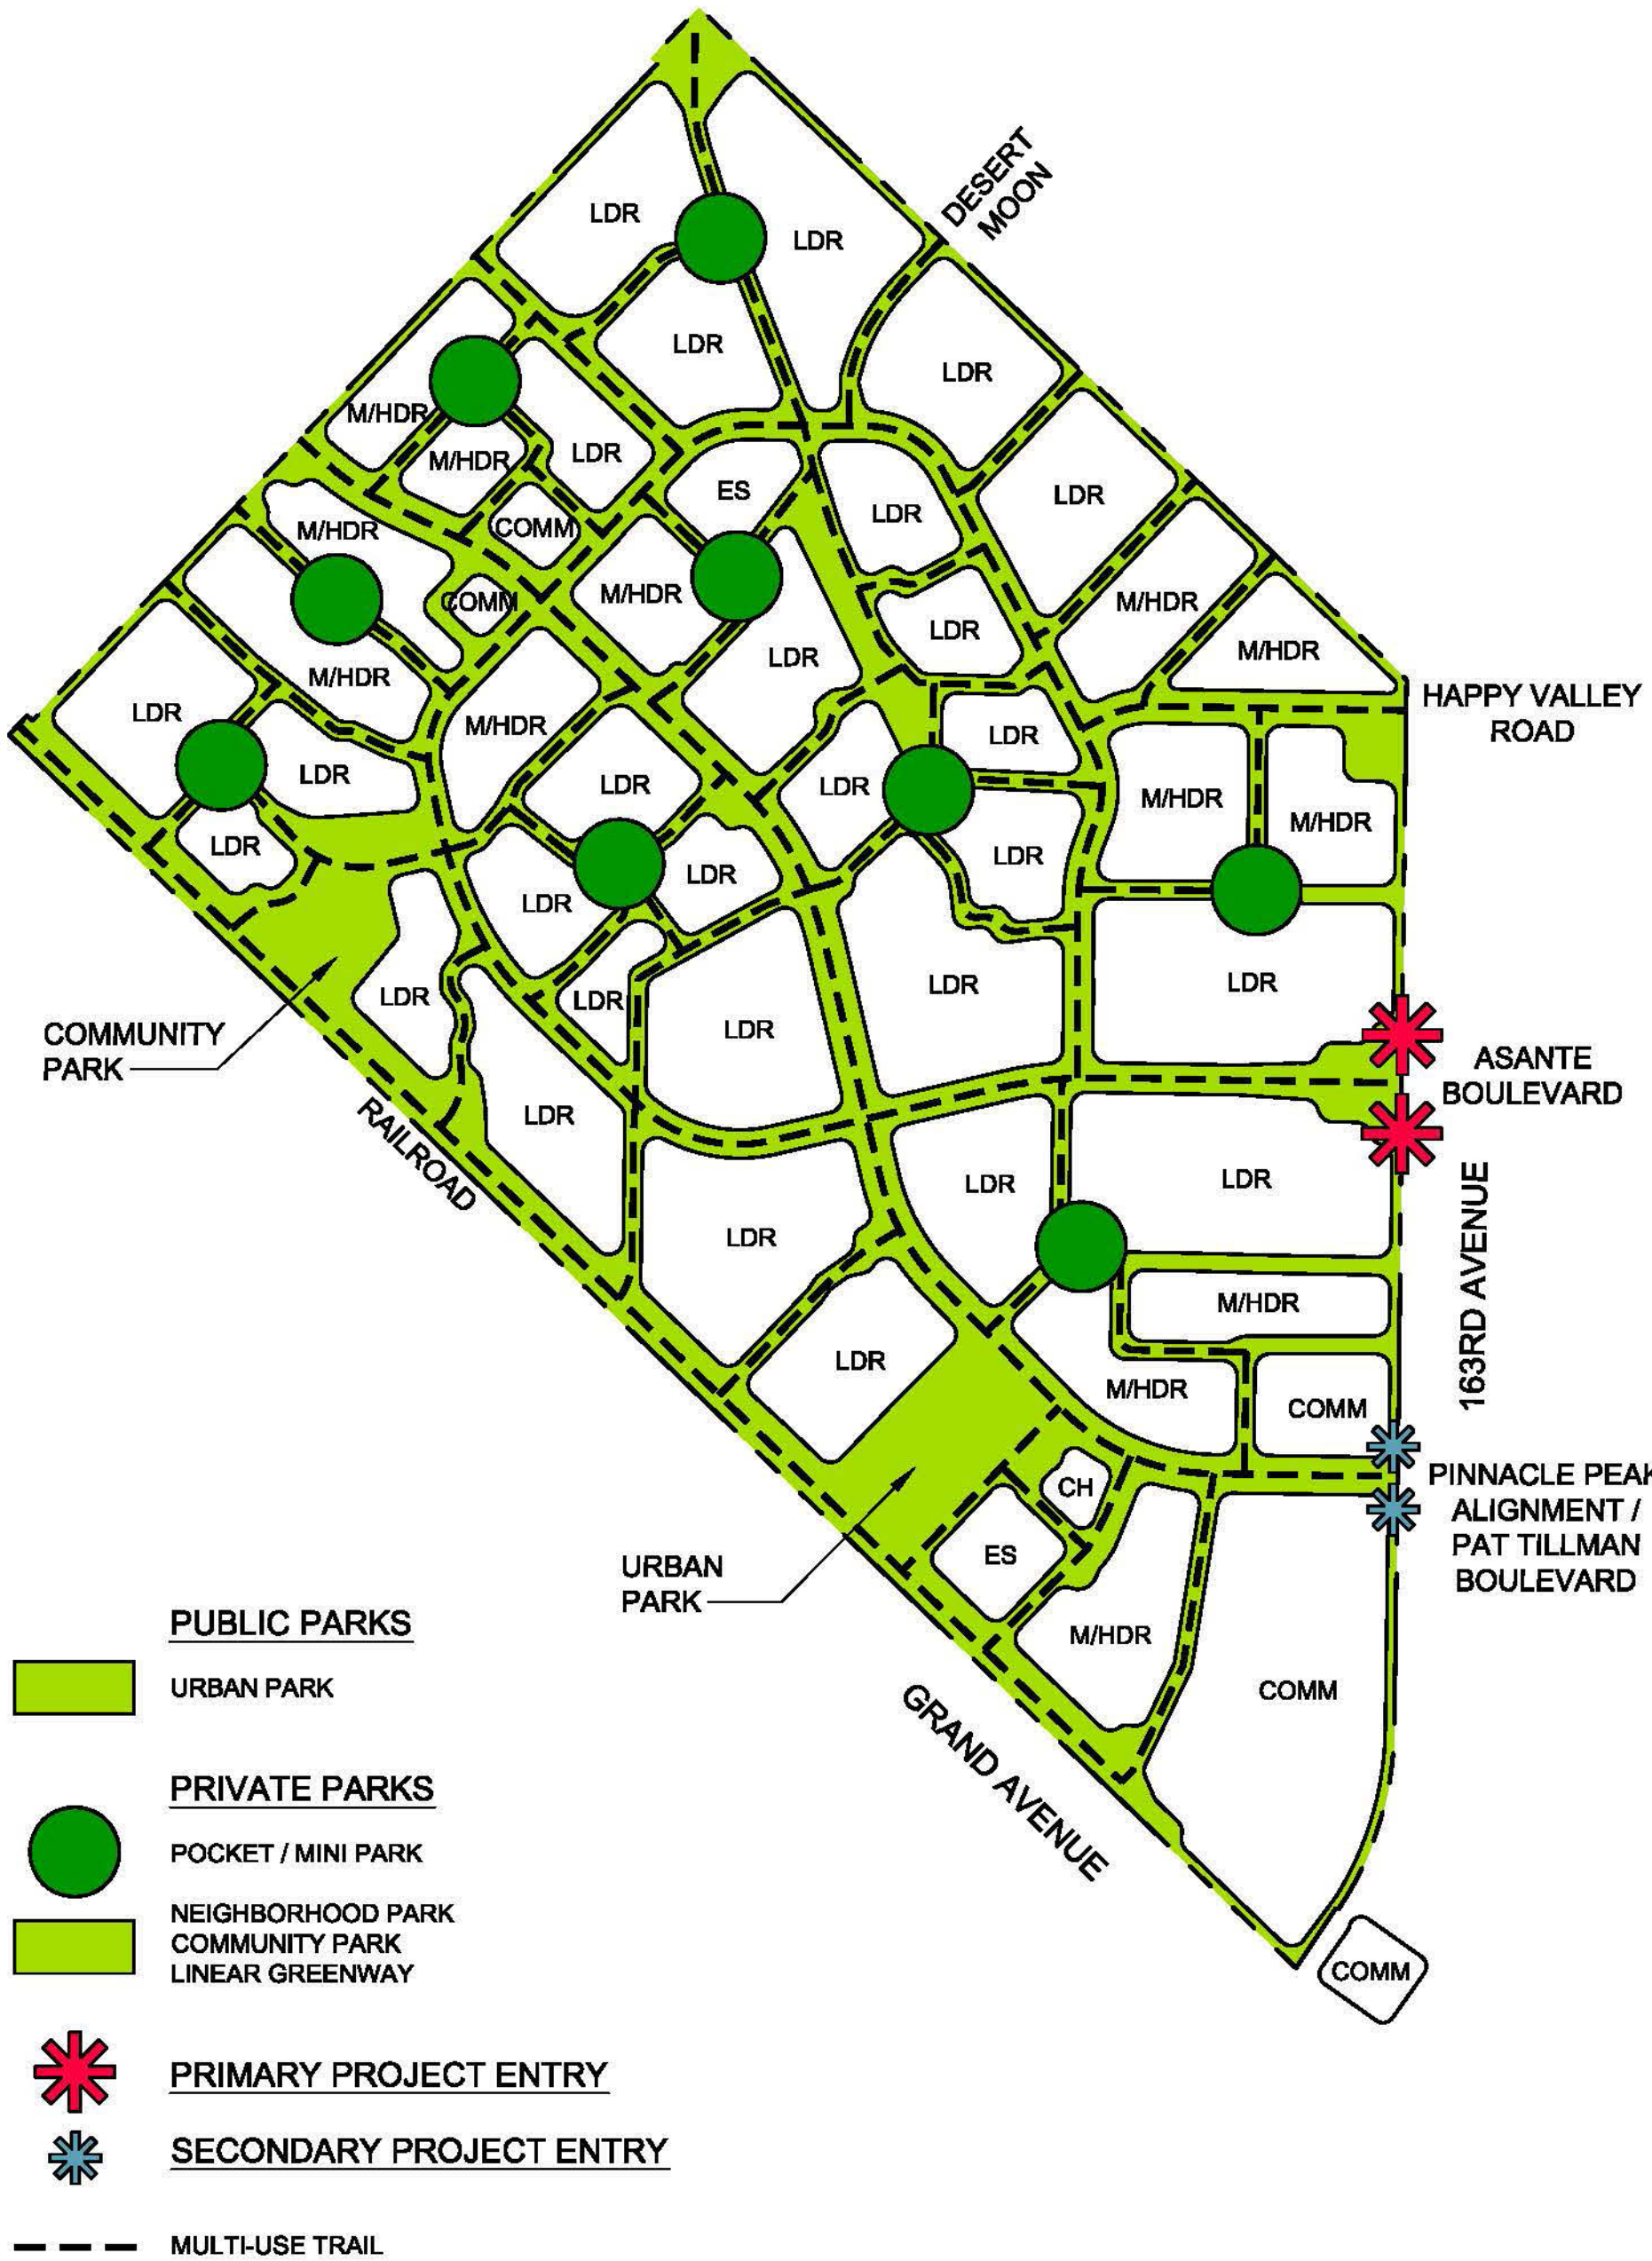 DESERT
MOON
LDR
LDR
LDR
LDR
M/HDR
M/HDR
LDR
ES
LDR
LDR
M/HDR
COMM
M/HDR
COMM
M/HDR
LDR
M/HDR
LDR
M/HDR
M/HDR
HAPPY VALLEY
ROAD
LDR
M/HDR
LDR
LDR
LDR
LDR
M/HDR
M/HDR
LDR
LDR
LDR
LDR
LDR
LDR
LDR
LDR
LDR
LDR
COMMUNITY
PARK
ASANTE
BOULEVARD
RAILROAD
LDR
LDR
LDR
LDR
163RD AVENUE
M/HDR
LDR
M/HDR
COMM
CH
PINNACLE PEAK
ALIGNMENT /
PAT TILLMAN
BOULEVARD
ES
URBAN
PARK
M/HDR
COMM
GRAND AVENUE
COMM
PUBLIC PARKS
URBAN PARK
PRIVATE PARKS
POCKET / MINI PARK
NEIGHBORHOOD PARK
COMMUNITY PARK
LINEAR GREENWAY
PRIMARY PROJECT ENTRY
SECONDARY PROJECT ENTRY
MULTI-USE TRAIL